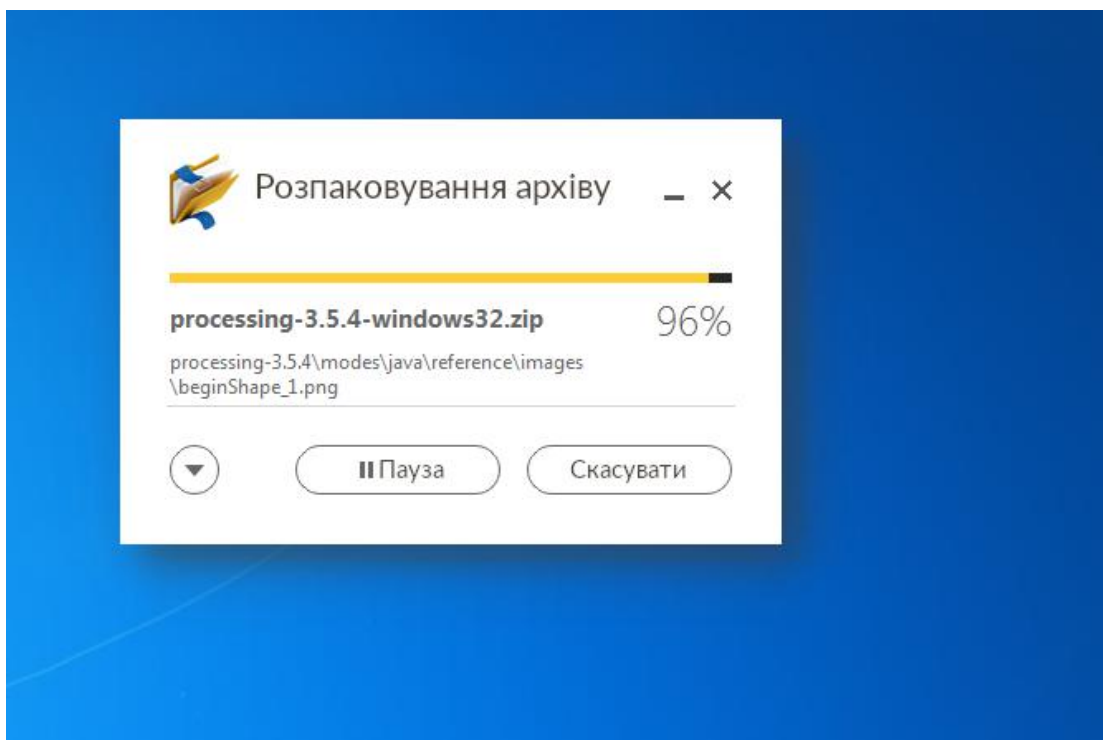 Розпаковування архіву
processing-3.5.4-windows32.zip
96%
processing-3.5.4\modes\java\reference\images
\beginShape_1.png
Пауза
Скасувати